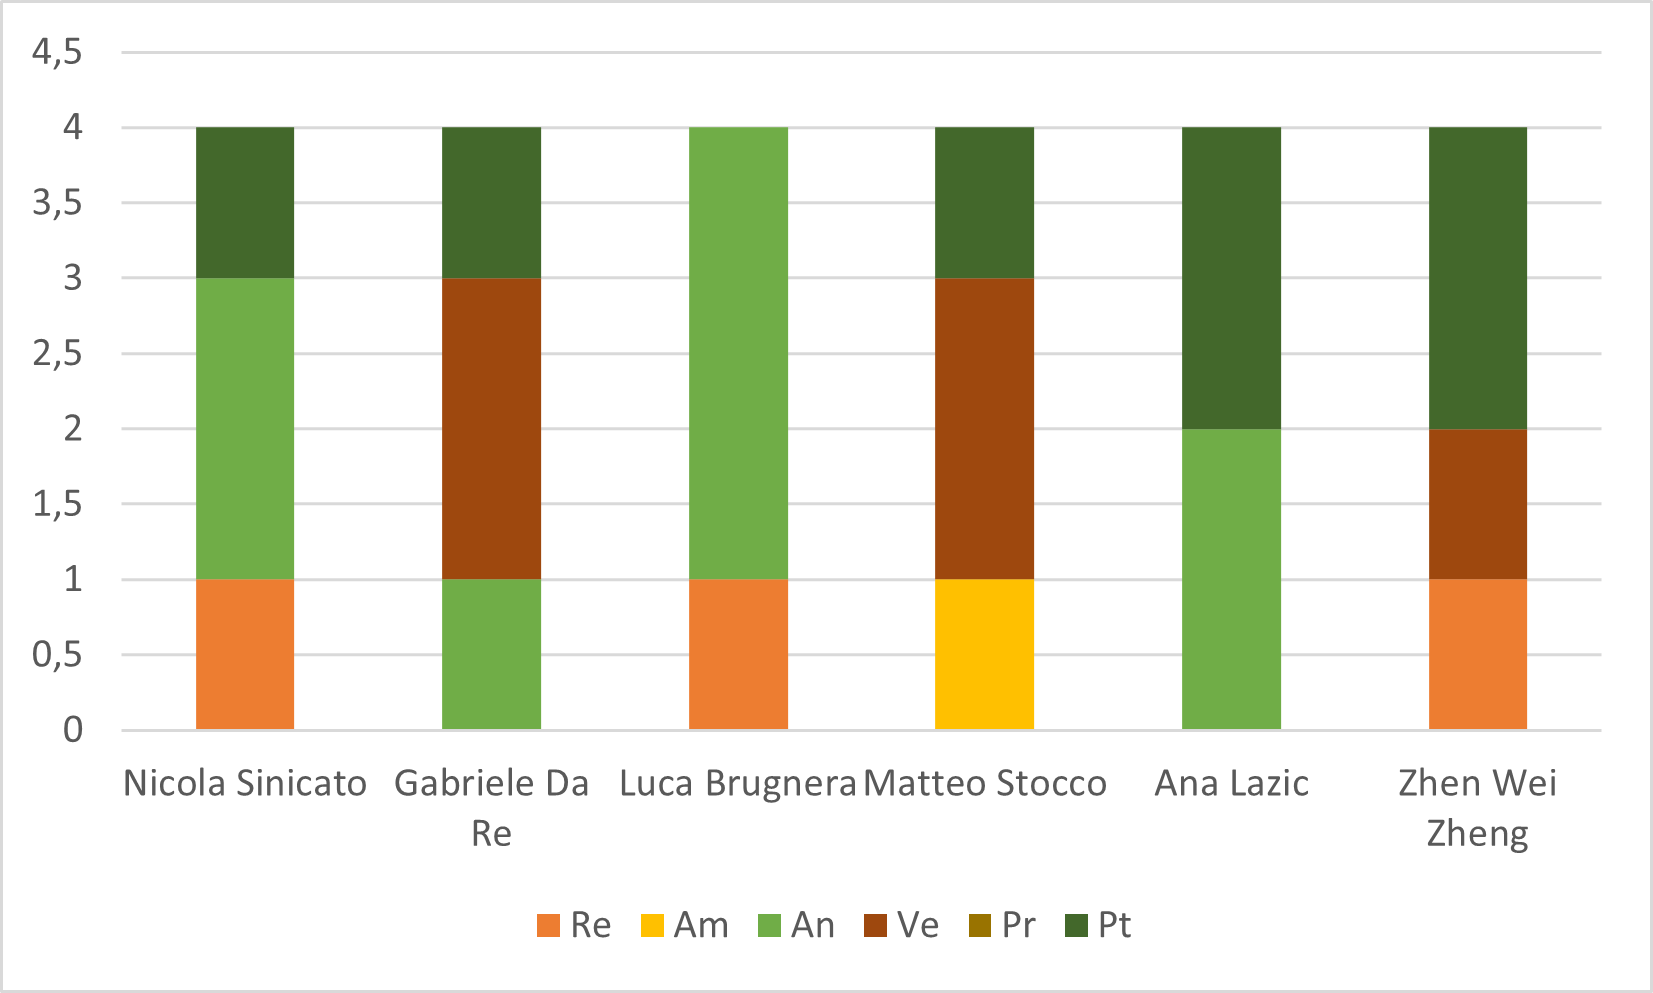 4,5
4
3,5
3
2,5
2
1,5
1
0,5
0
Nicola Sinicato
Gabriele Da
Re
Luca Brugnera
Matteo Stocco
Ana Lazic
Zhen Wei
Zheng
Re Am An Ve Pr Pt